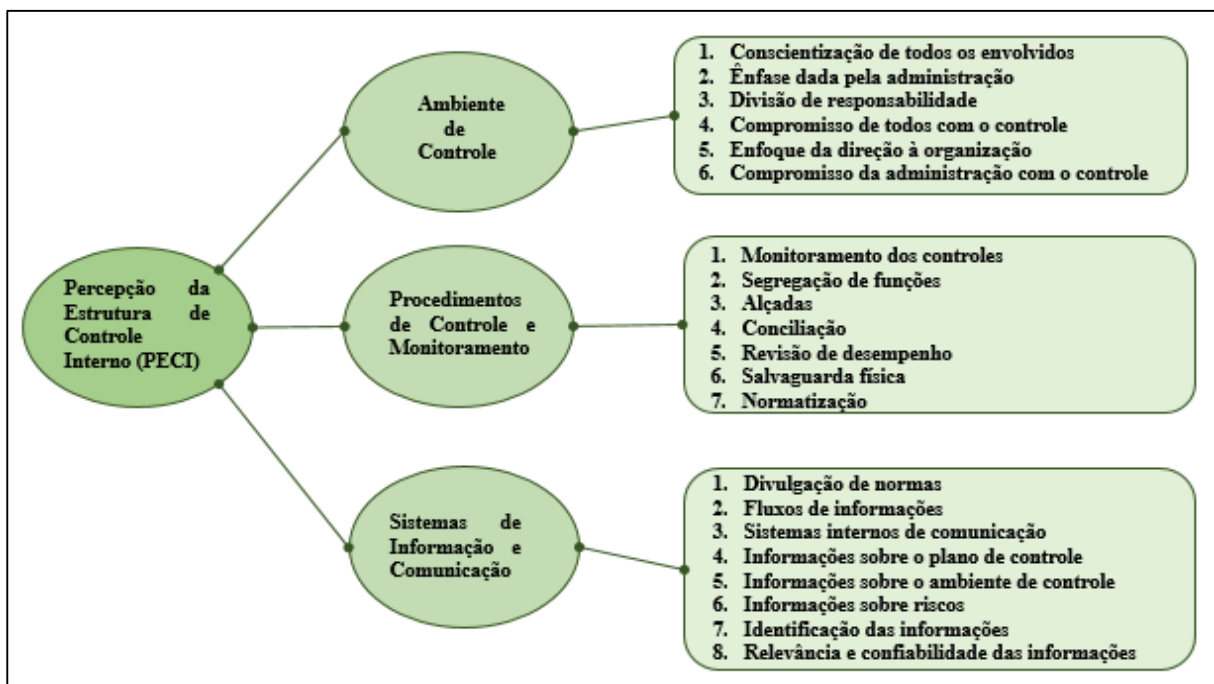 Percepção da
Estrutura de
Controle
Interno (PECI)
Ambiente
de
Controle
1. Conscientização de todos os envolvidos
2. Ênfase dada pela administração
3. Divisão de responsabilidade
4. Compromisso de todos com o controle
5. Enfoque da direção à organização
6. Compromisso da administração com o controle
Procedimentos
de Controle e
Monitoramento
1. Monitoramento dos controles
2. Segregação de funções
3. Alçadas
4. Conciliação
5. Revisão de desempenho
6. Salvaguarda física
7. Normatização
Sistemas de
Informação e
Comunicação
1. Divulgação de normas
2. Fluxos de informações
3. Sistemas internos de comunicação
4. Informações sobre o plano de controle
5. Informações sobre o ambiente de controle
6. Informações sobre riscos
7. Identificação das informações
8. Relevância e confiabilidade das informações